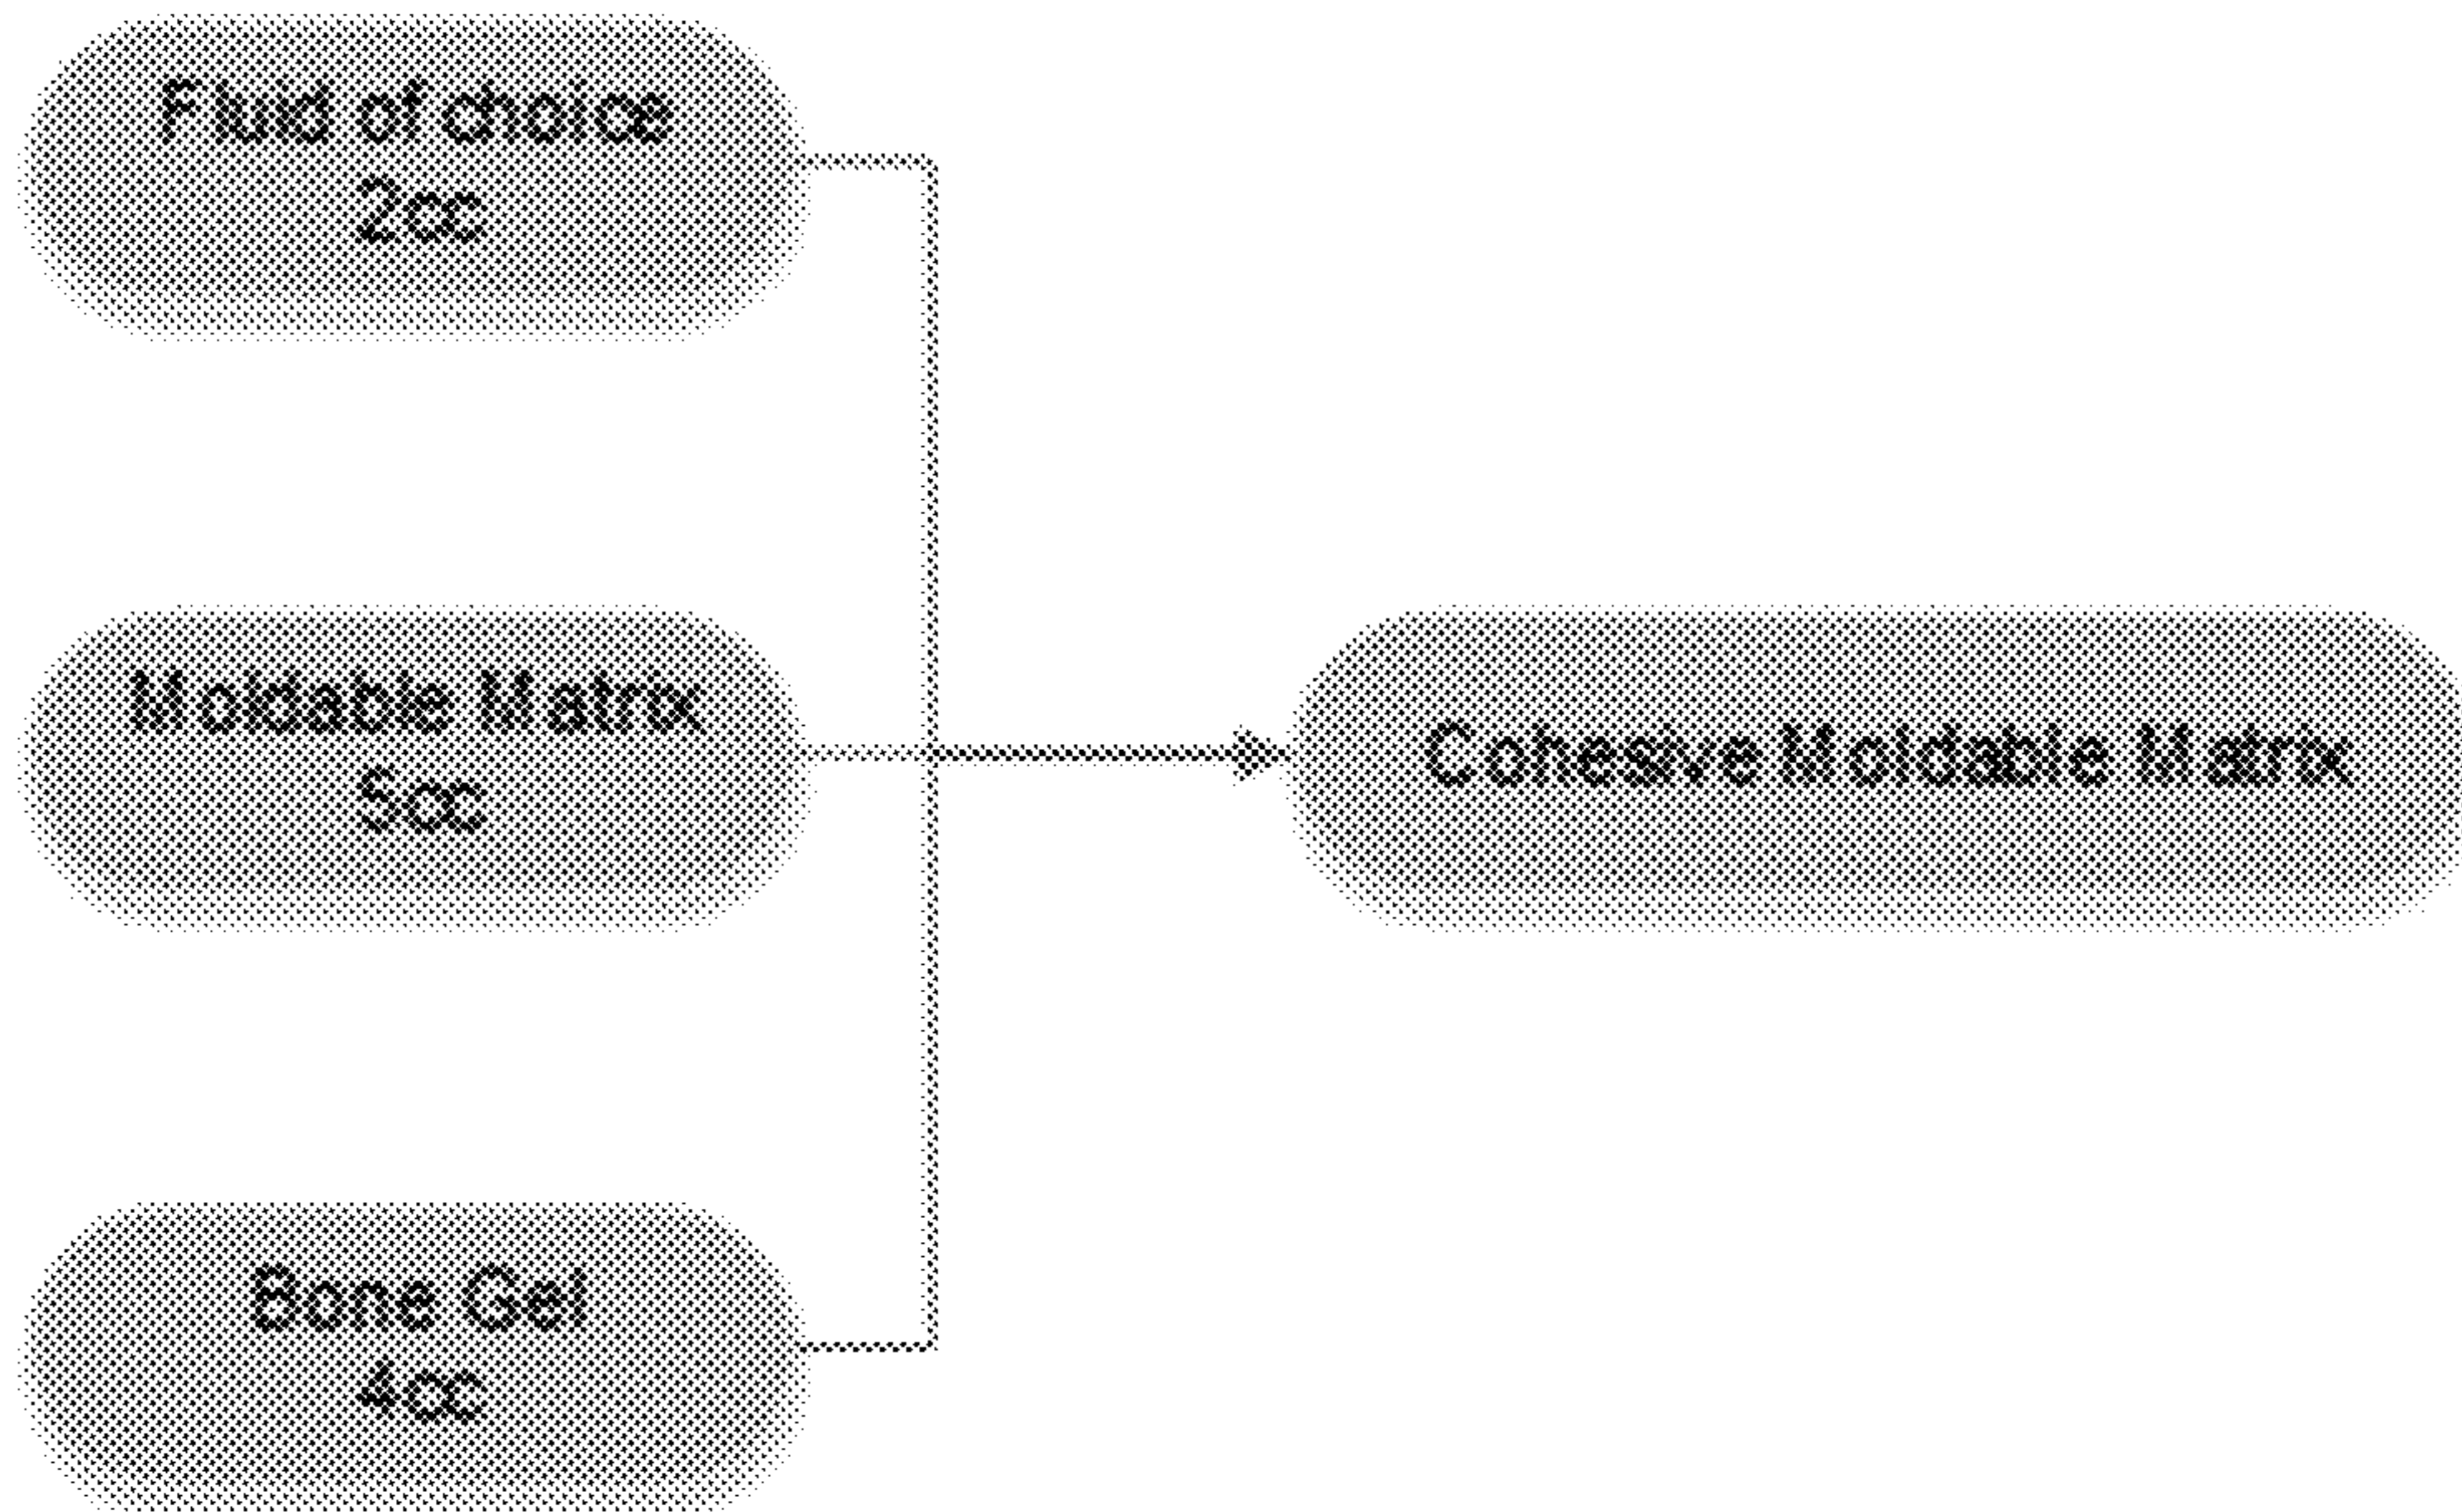 Fluid of choice
2cc
Moldable Matrix
5cc
Cohesive Moldable Matrix
Bone Gel
4cc